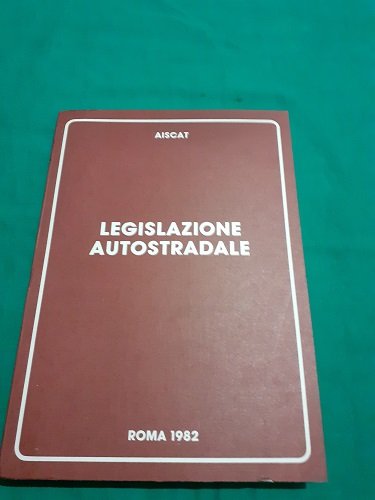 AISCAT
LEGISLAZIONE
AUTOSTRADALE
ROMA 1982